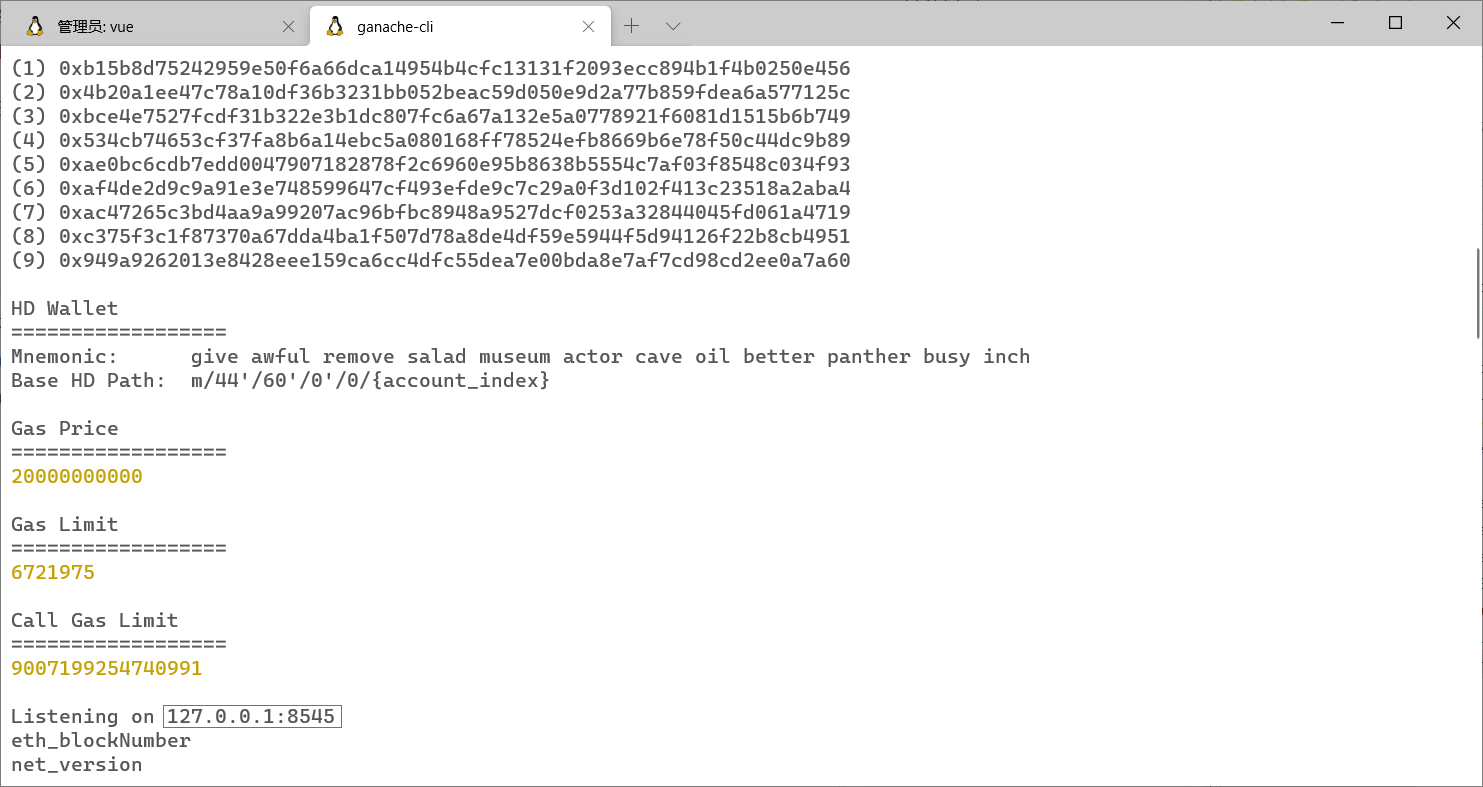 管理员: vue
ganache-cli
(1) 0xb15b8d75242959e50f6a66dca14954b4cfc13131f2093ecc894b1f4b0250e456
(2) 0x4b20a1ee47c78a10df36b3231bb052beac59d050e9d2a77b859fdea6a577125c
(3) 0xbce4e7527fcdf31b322e3b1dc807fc6a67a132e5a0778921f6081d1515b6b749
(4) 0x534cb74653cf37fa8b6a14ebc5a080168ff78524efb8669b6e78f50c44dc9b89
(5) 0xae0bc6cdb7edd0047907182878f2c6960e95b8638b5554c7af03f8548c034f93
(6) 0xaf4de2d9c9a91e3e748599647cf493efde9c7c29a0f3d102f413c23518a2aba4
(7) 0xac47265c3bd4aa9a99207ac96bfbc8948a9527dcf0253a32844045fd061a4719
(8) 0xc375f3c1f87370a67dda4ba1f507d78a8de4df59e5944f5d94126f22b8cb4951
(9) 0x949a9262013e8428eee159ca6cc4dfc55dea7e00bda8e7af7cd98cd2ee0a7a60
HD Wallet
==================
Mnemonic:      give awful remove salad museum actor cave oil better panther busy inch
Base HD Path:  m/44'/60'/0'/0/{account_index}
Gas Price
==================
20000000000
Gas Limit
==================
6721975
Call Gas Limit
==================
9007199254740991
Listening on 127.0.0.1:8545
eth_blockNumber
net_version